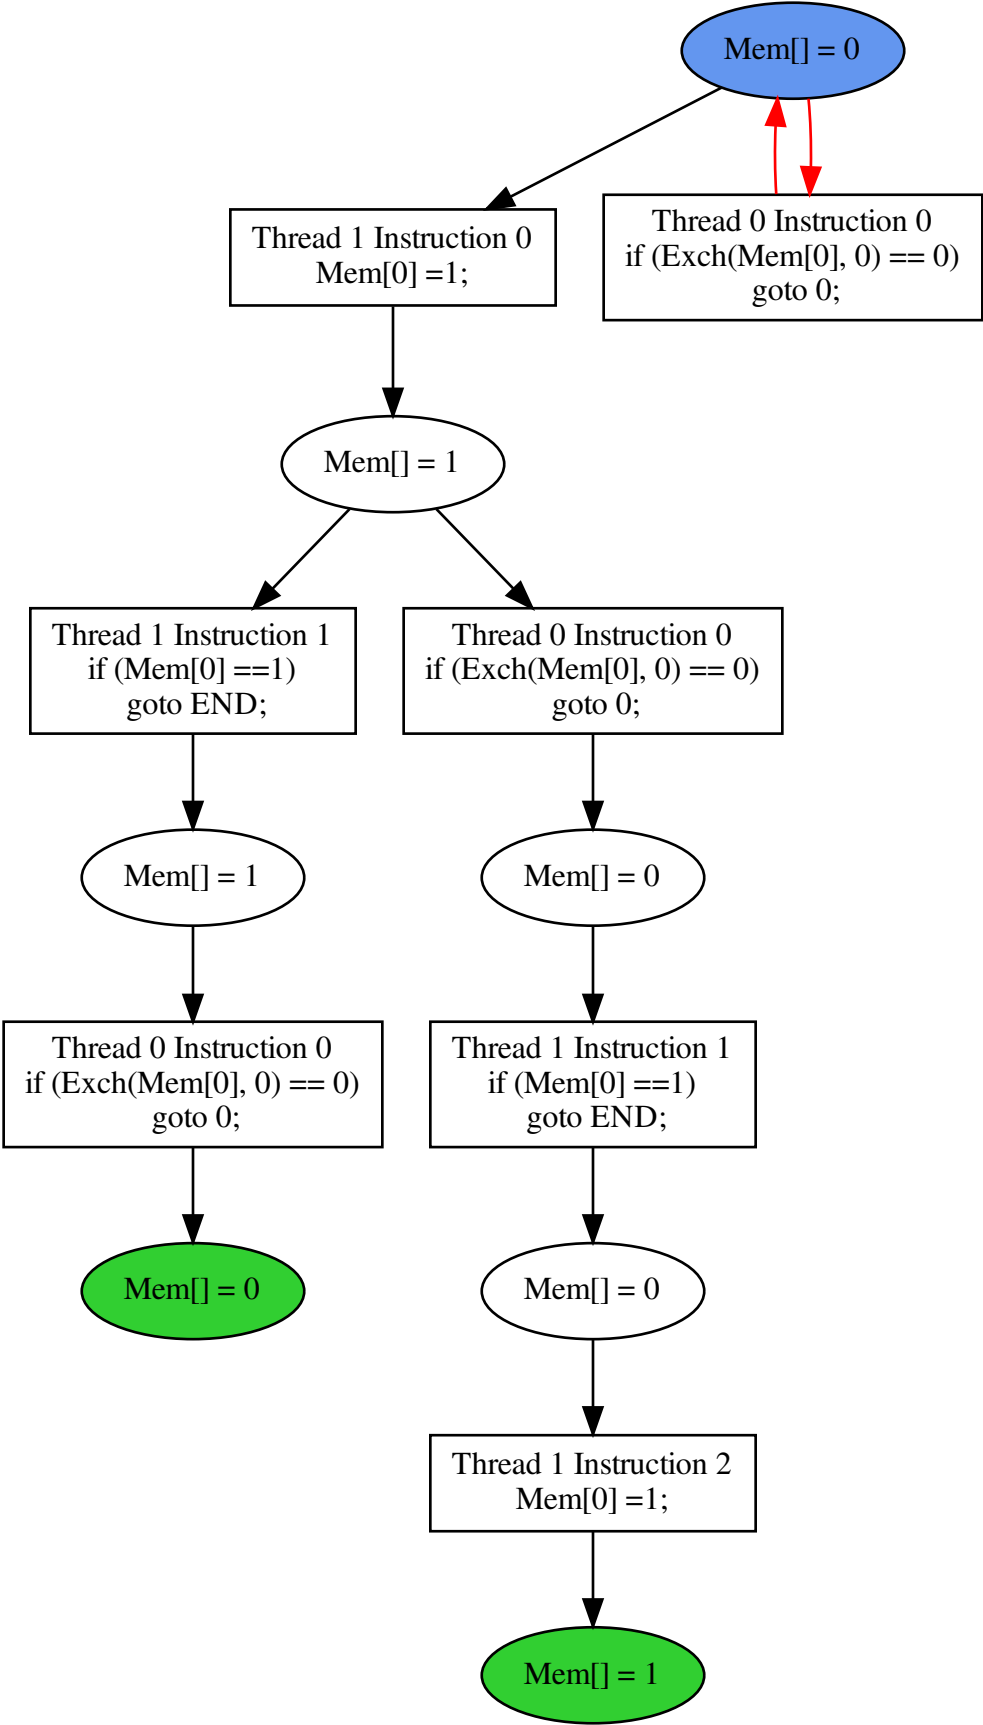 Mem[] = 0
Thread 1 Instruction 0
Mem[0] =1;
Thread 0 Instruction 0
if (Exch(Mem[0], 0) == 0)
goto 0;
Mem[] = 1
Thread 1 Instruction 1
if (Mem[0] ==1)
goto END;
Thread 0 Instruction 0
if (Exch(Mem[0], 0) == 0)
goto 0;
Mem[] = 1
Mem[] = 0
Thread 0 Instruction 0
if (Exch(Mem[0], 0) == 0)
goto 0;
Thread 1 Instruction 1
if (Mem[0] ==1)
goto END;
Mem[] = 0
Mem[] = 0
Thread 1 Instruction 2
Mem[0] =1;
Mem[] = 1